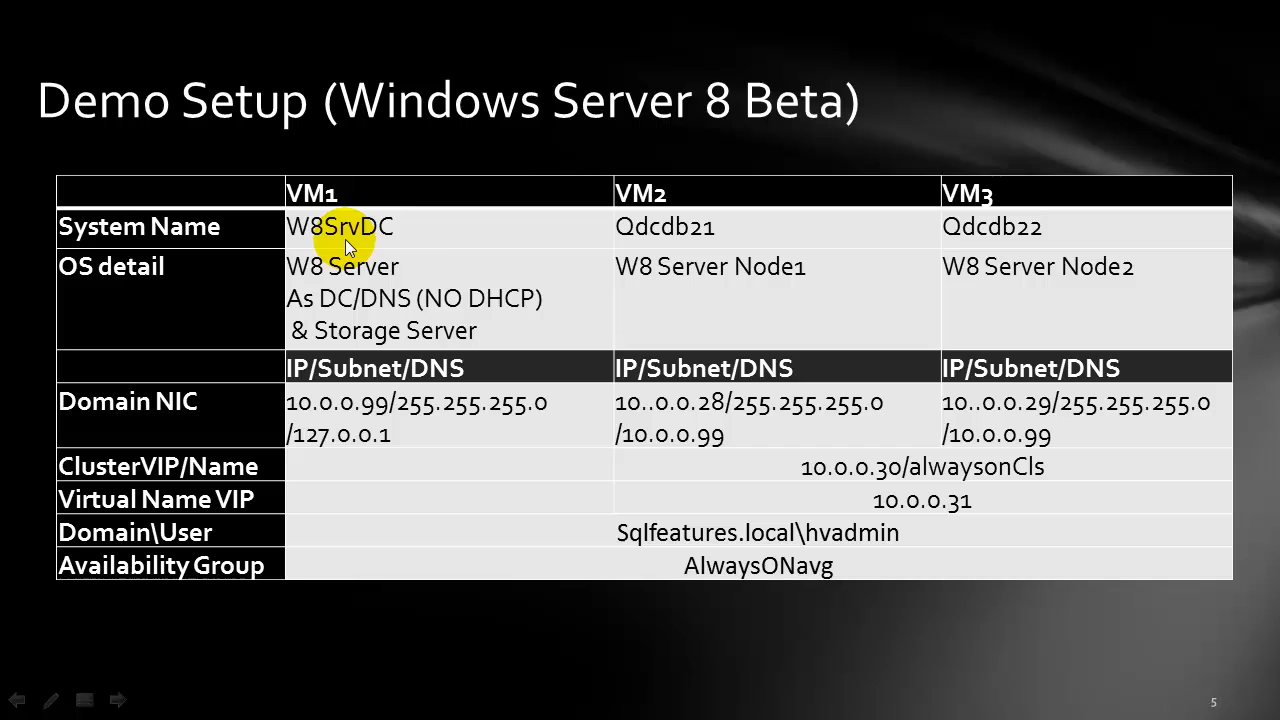 Demo Setup (Windows Server 8 Beta)
VM1 VM2 VM3
System Name W8SrvDC Qdcdb21 Qdcdb22
OS detail W8 Server W8 Server Node1 W8 Server Node2
As DC/DNS (NO DHCP)
& Storage Server
IP/Subnet/DNS IP/Subnet/DNS IP/Subnet/DNS
Domain NIC 10.0.0.99/255.255.255.0 10..0.0.28/255.255.255.0 10..0.0.29/255.255.255.0
/127.0.0.1 /10.0.0.99 /10.0.0.99
ClusterVIP/Name 10.0.0.30/alwaysonCls
Virtual Name VIP 10.0.0.31
Domain\User Sqlfeatures.local\hvadmin
Availability Group AlwaysONavg
5